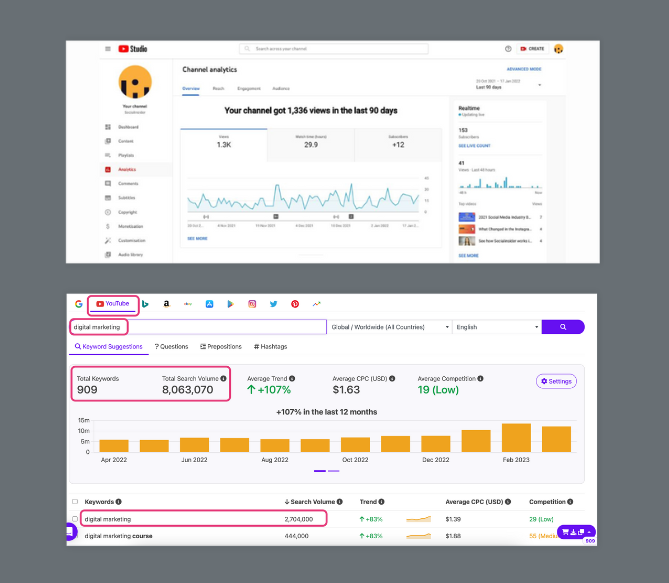 Studio
Search across your channel
CREATE
Channel analytics
ADVANCED MODE
Last 90 days
Overview
Reach
Engagement
Audience
Your channel
Your channel got 1,336 views in the last 90 days
Realtime
Updating live
Dashboard
Content
Playlists
Analytics
Comments
Subtitles
Copyright
Monetization
Customization
Audio library
Views
1.3K
Watch time (hours)
29.9
Subscribers
+12
153
Subscribers
SEE LIVE COUNT
41
Views · Last 48 hours
Top videos
Views
2021 Social Media Industry B...
What Changed in the Instagra...
See How Socialinsider works |...
SEE MORE
SEE MORE
YouTube
digital marketing
Global / Worldwide (All Countries)
English
Keyword Suggestions
? Questions
Prepositions
# Hashtags
Total Keywords
909
Total Search Volume
8,063,070
Average Trend
+107%
Average CPC (USD)
$1.63
Average Competition
19 (Low)
Settings
+107% in the last 12 months
15m
10m
5m
0
Apr 2022
Jun 2022
Aug 2022
Oct 2022
Dec 2022
Feb 2023
Keywords
Search Volume
Trend
Average CPC (USD)
Competition
digital marketing
2,704,000
+83%
$1.39
29 (Low)
digital marketing course
444,000
+83%
$1.88
909